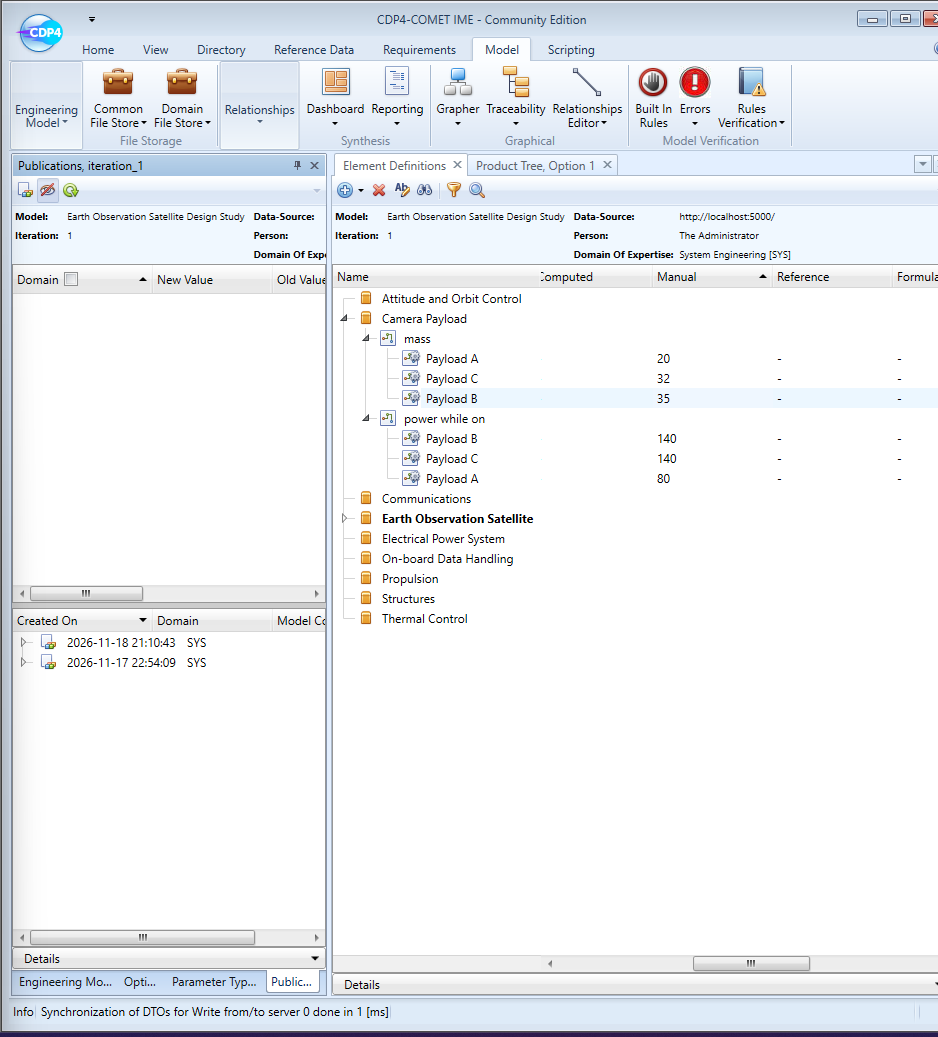 CDP4
CDP4-COMET IME - Community Edition
Home View Directory Reference Data Requirements Model Scripting
Engineering Model
Common File Store
Domain File Store
File Storage
Relationships
Dashboard
Reporting
Synthesis
Grapher
Traceability
Relationships Editor
Graphical
Built In Rules
Errors
Rules Verification
Model Verification
Publications, iteration_1
Model: Earth Observation Satellite Design Study Data-Source:
Iteration: 1 Person:
Domain Of Expe
Domain New Value Old Value
Created On Domain Model Co
2026-11-18 21:10:43 SYS
2026-11-17 22:54:09 SYS
Details
Engineering Mo... Opti... Parameter Typ... Public...
Element Definitions Product Tree, Option 1
Model: Earth Observation Satellite Design Study Data-Source: http://localhost:5000/
Iteration: 1 Person: The Administrator
Domain Of Expertise: System Engineering [SYS]
Name Computed Manual Reference Formula
Attitude and Orbit Control
Camera Payload
mass
Payload A 20 - -
Payload C 32 - -
Payload B 35 - -
power while on
Payload B 140 - -
Payload C 140 - -
Payload A 80 - -
Communications
Earth Observation Satellite
Electrical Power System
On-board Data Handling
Propulsion
Structures
Thermal Control
Details
Info Synchronization of DTOs for Write from/to server 0 done in 1 [ms]